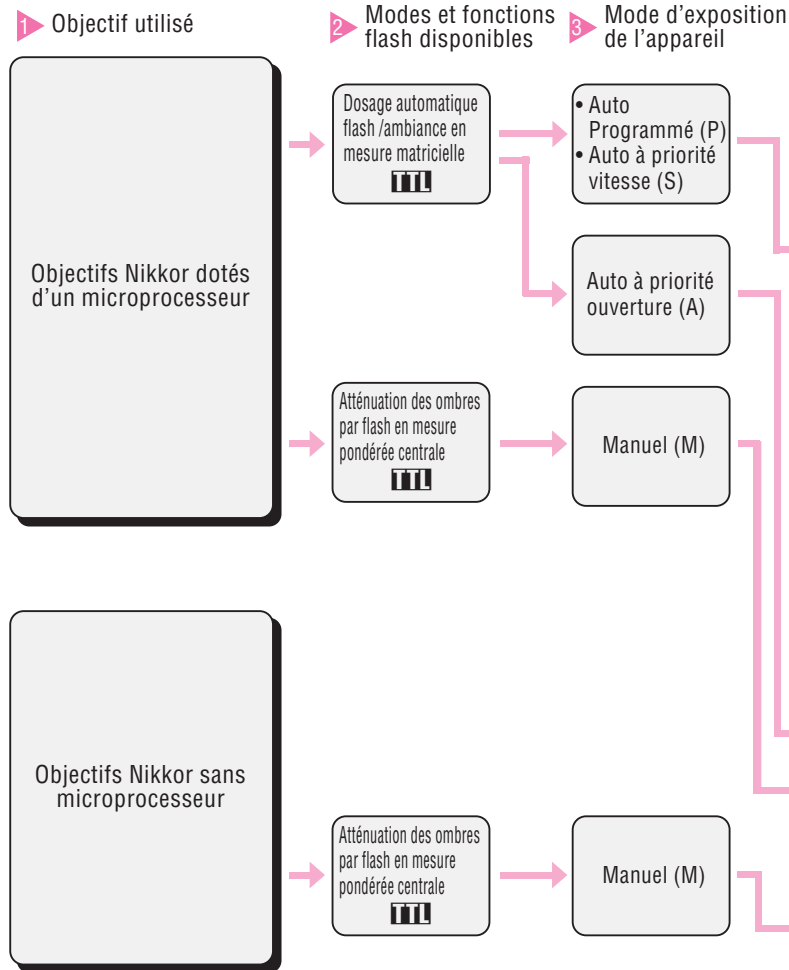 1 Objectif utilisé
2 Modes et fonctions
flash disponibles
3 Mode d'exposition
de l'appareil
Objectifs Nikkor dotés
d'un microprocesseur
Dosage automatique
flash /ambiance en
mesure matricielle
TTL
• Auto
Programmé (P)
• Auto à priorité
vitesse (S)
Auto à priorité
ouverture (A)
Atténuation des ombres
par flash en mesure
pondérée centrale
TTL
Manuel (M)
Objectifs Nikkor sans
microprocesseur
Atténuation des ombres
par flash en mesure
pondérée centrale
TTL
Manuel (M)